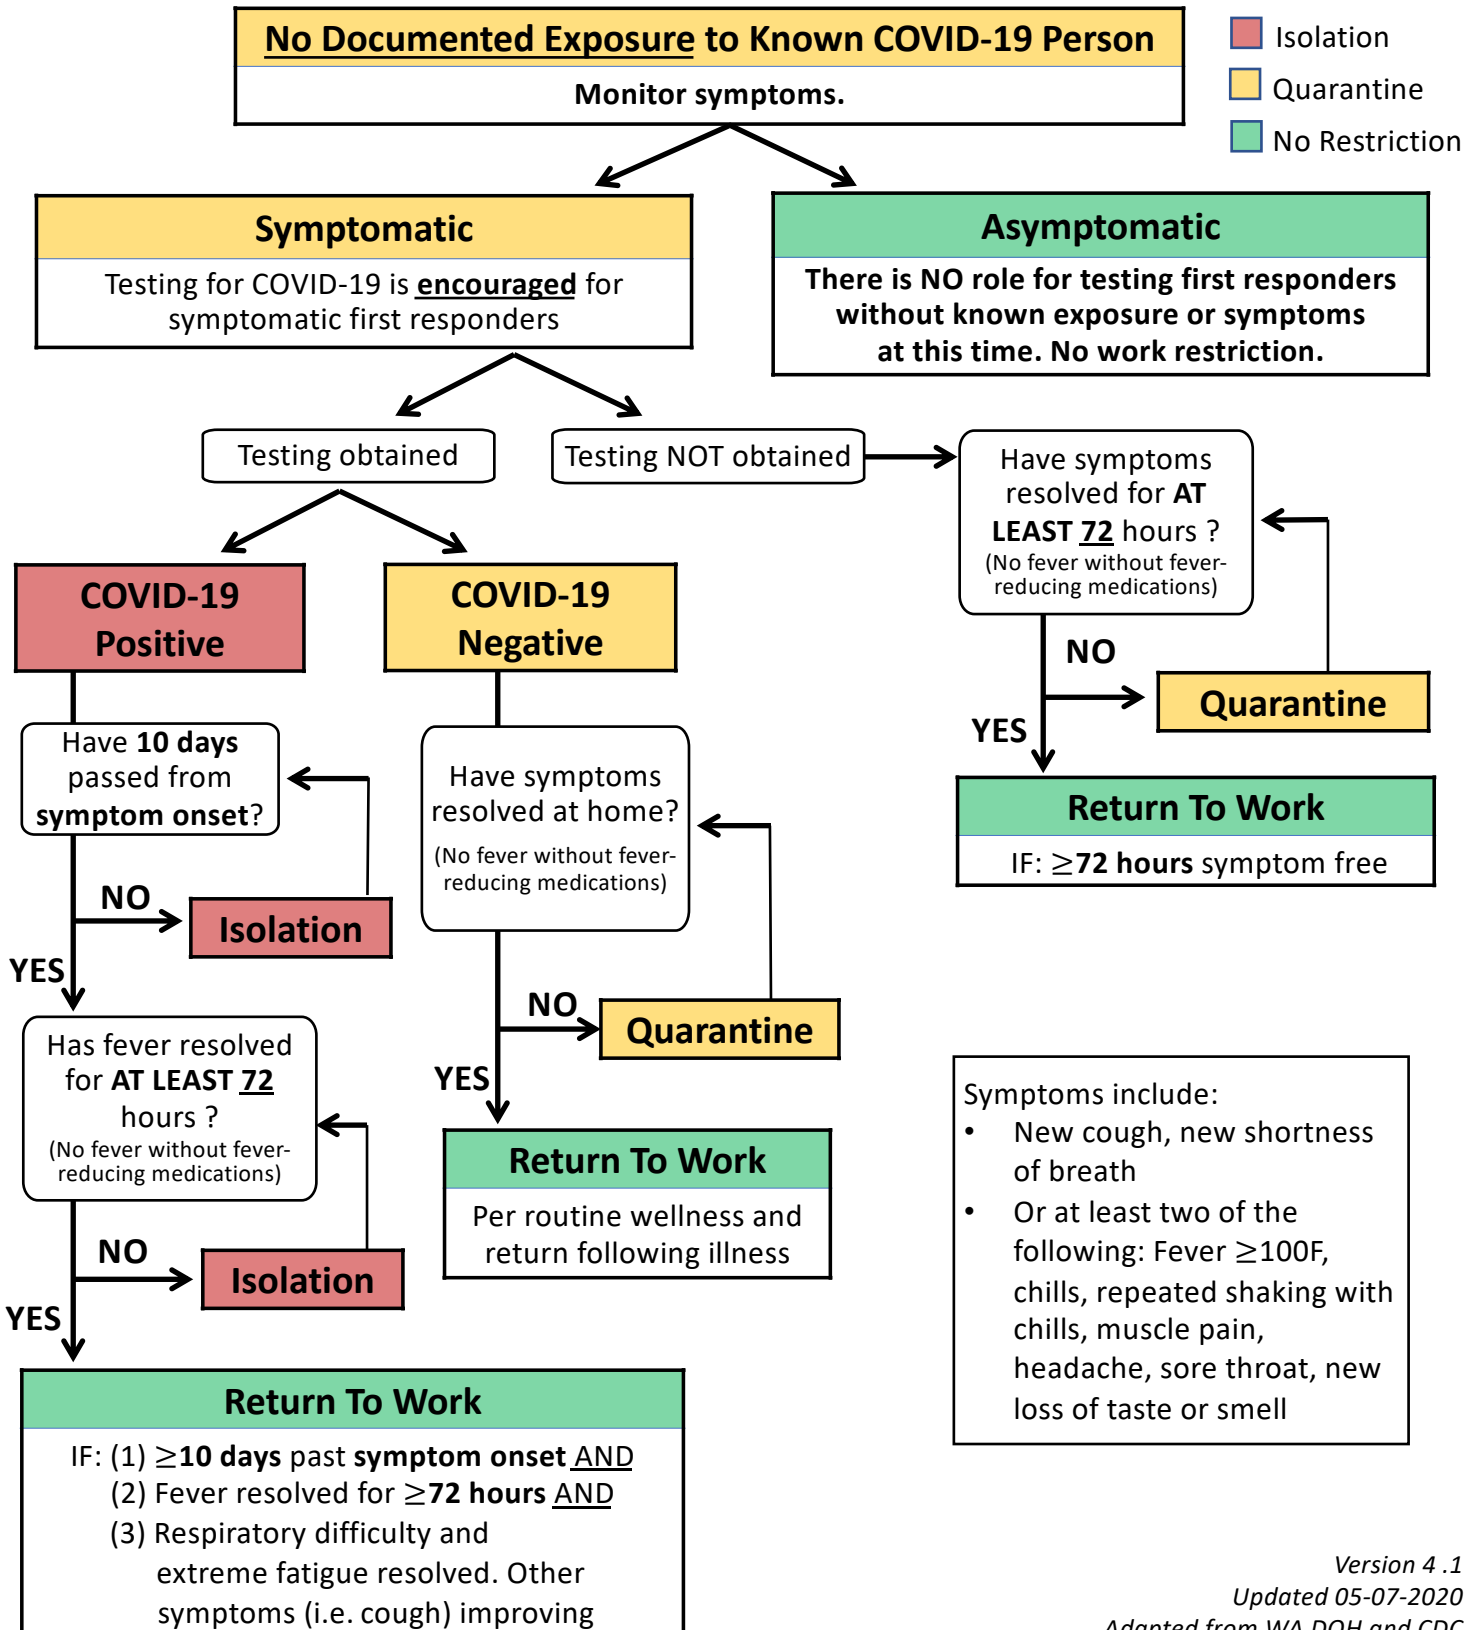 No Documented Exposure to Known COVID-19 Person
Monitor symptoms.
Isolation
Quarantine
No Restriction
Symptomatic
Testing for COVID-19 is encouraged for
symptomatic first responders
Asymptomatic
There is NO role for testing first responders
without known exposure or symptoms
at this time. No work restriction.
Testing obtained
Testing NOT obtained
Have symptoms
resolved for AT
LEAST 72 hours ?
(No fever without fever-
reducing medications)
NO
Quarantine
YES
Return To Work
IF: ≥72 hours symptom free
COVID-19
Positive
COVID-19
Negative
Have 10 days
passed from
symptom onset?
NO
Isolation
YES
Has fever resolved
for AT LEAST 72
hours ?
(No fever without fever-
reducing medications)
NO
Isolation
YES
Return To Work
IF: (1) ≥10 days past symptom onset AND
(2) Fever resolved for ≥72 hours AND
(3) Respiratory difficulty and
extreme fatigue resolved. Other
symptoms (i.e. cough) improving
Have symptoms
resolved at home?
(No fever without fever-
reducing medications)
NO
Quarantine
YES
Return To Work
Per routine wellness and
return following illness
Symptoms include:
• New cough, new shortness
of breath
• Or at least two of the
following: Fever ≥100F,
chills, repeated shaking with
chills, muscle pain,
headache, sore throat, new
loss of taste or smell
Version 4 .1
Updated 05-07-2020
Adapted from WA DOH and CDC